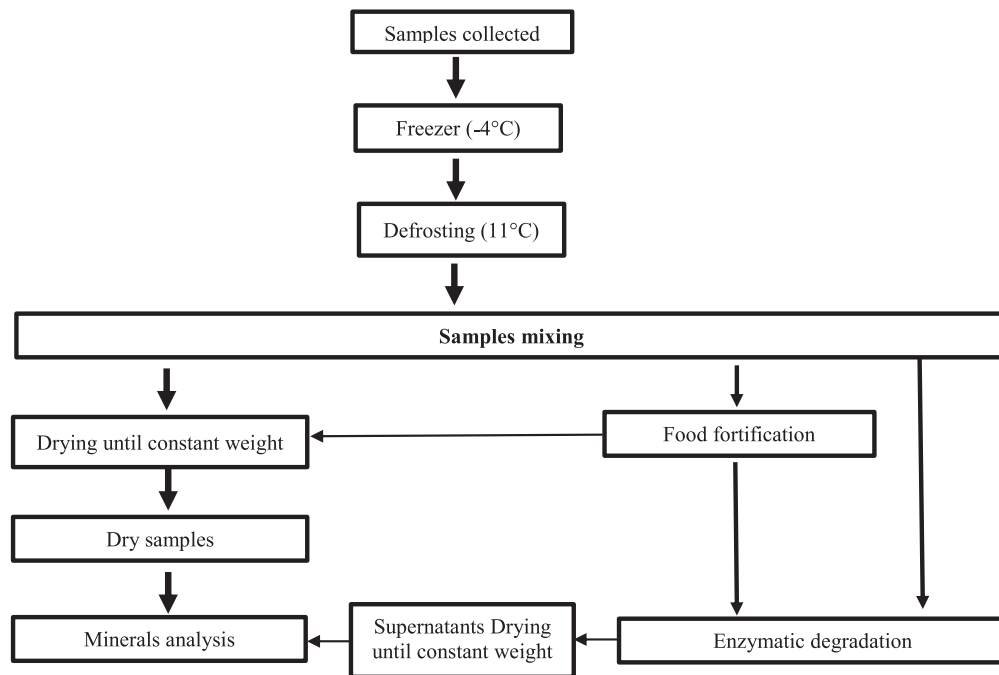 Samples collected
Freezer (-4°C)
Defrosting (11°C)
Samples mixing
Drying until constant weight
Food fortification
Dry samples
Minerals analysis
Supernatants Drying
until constant weight
Enzymatic degradation